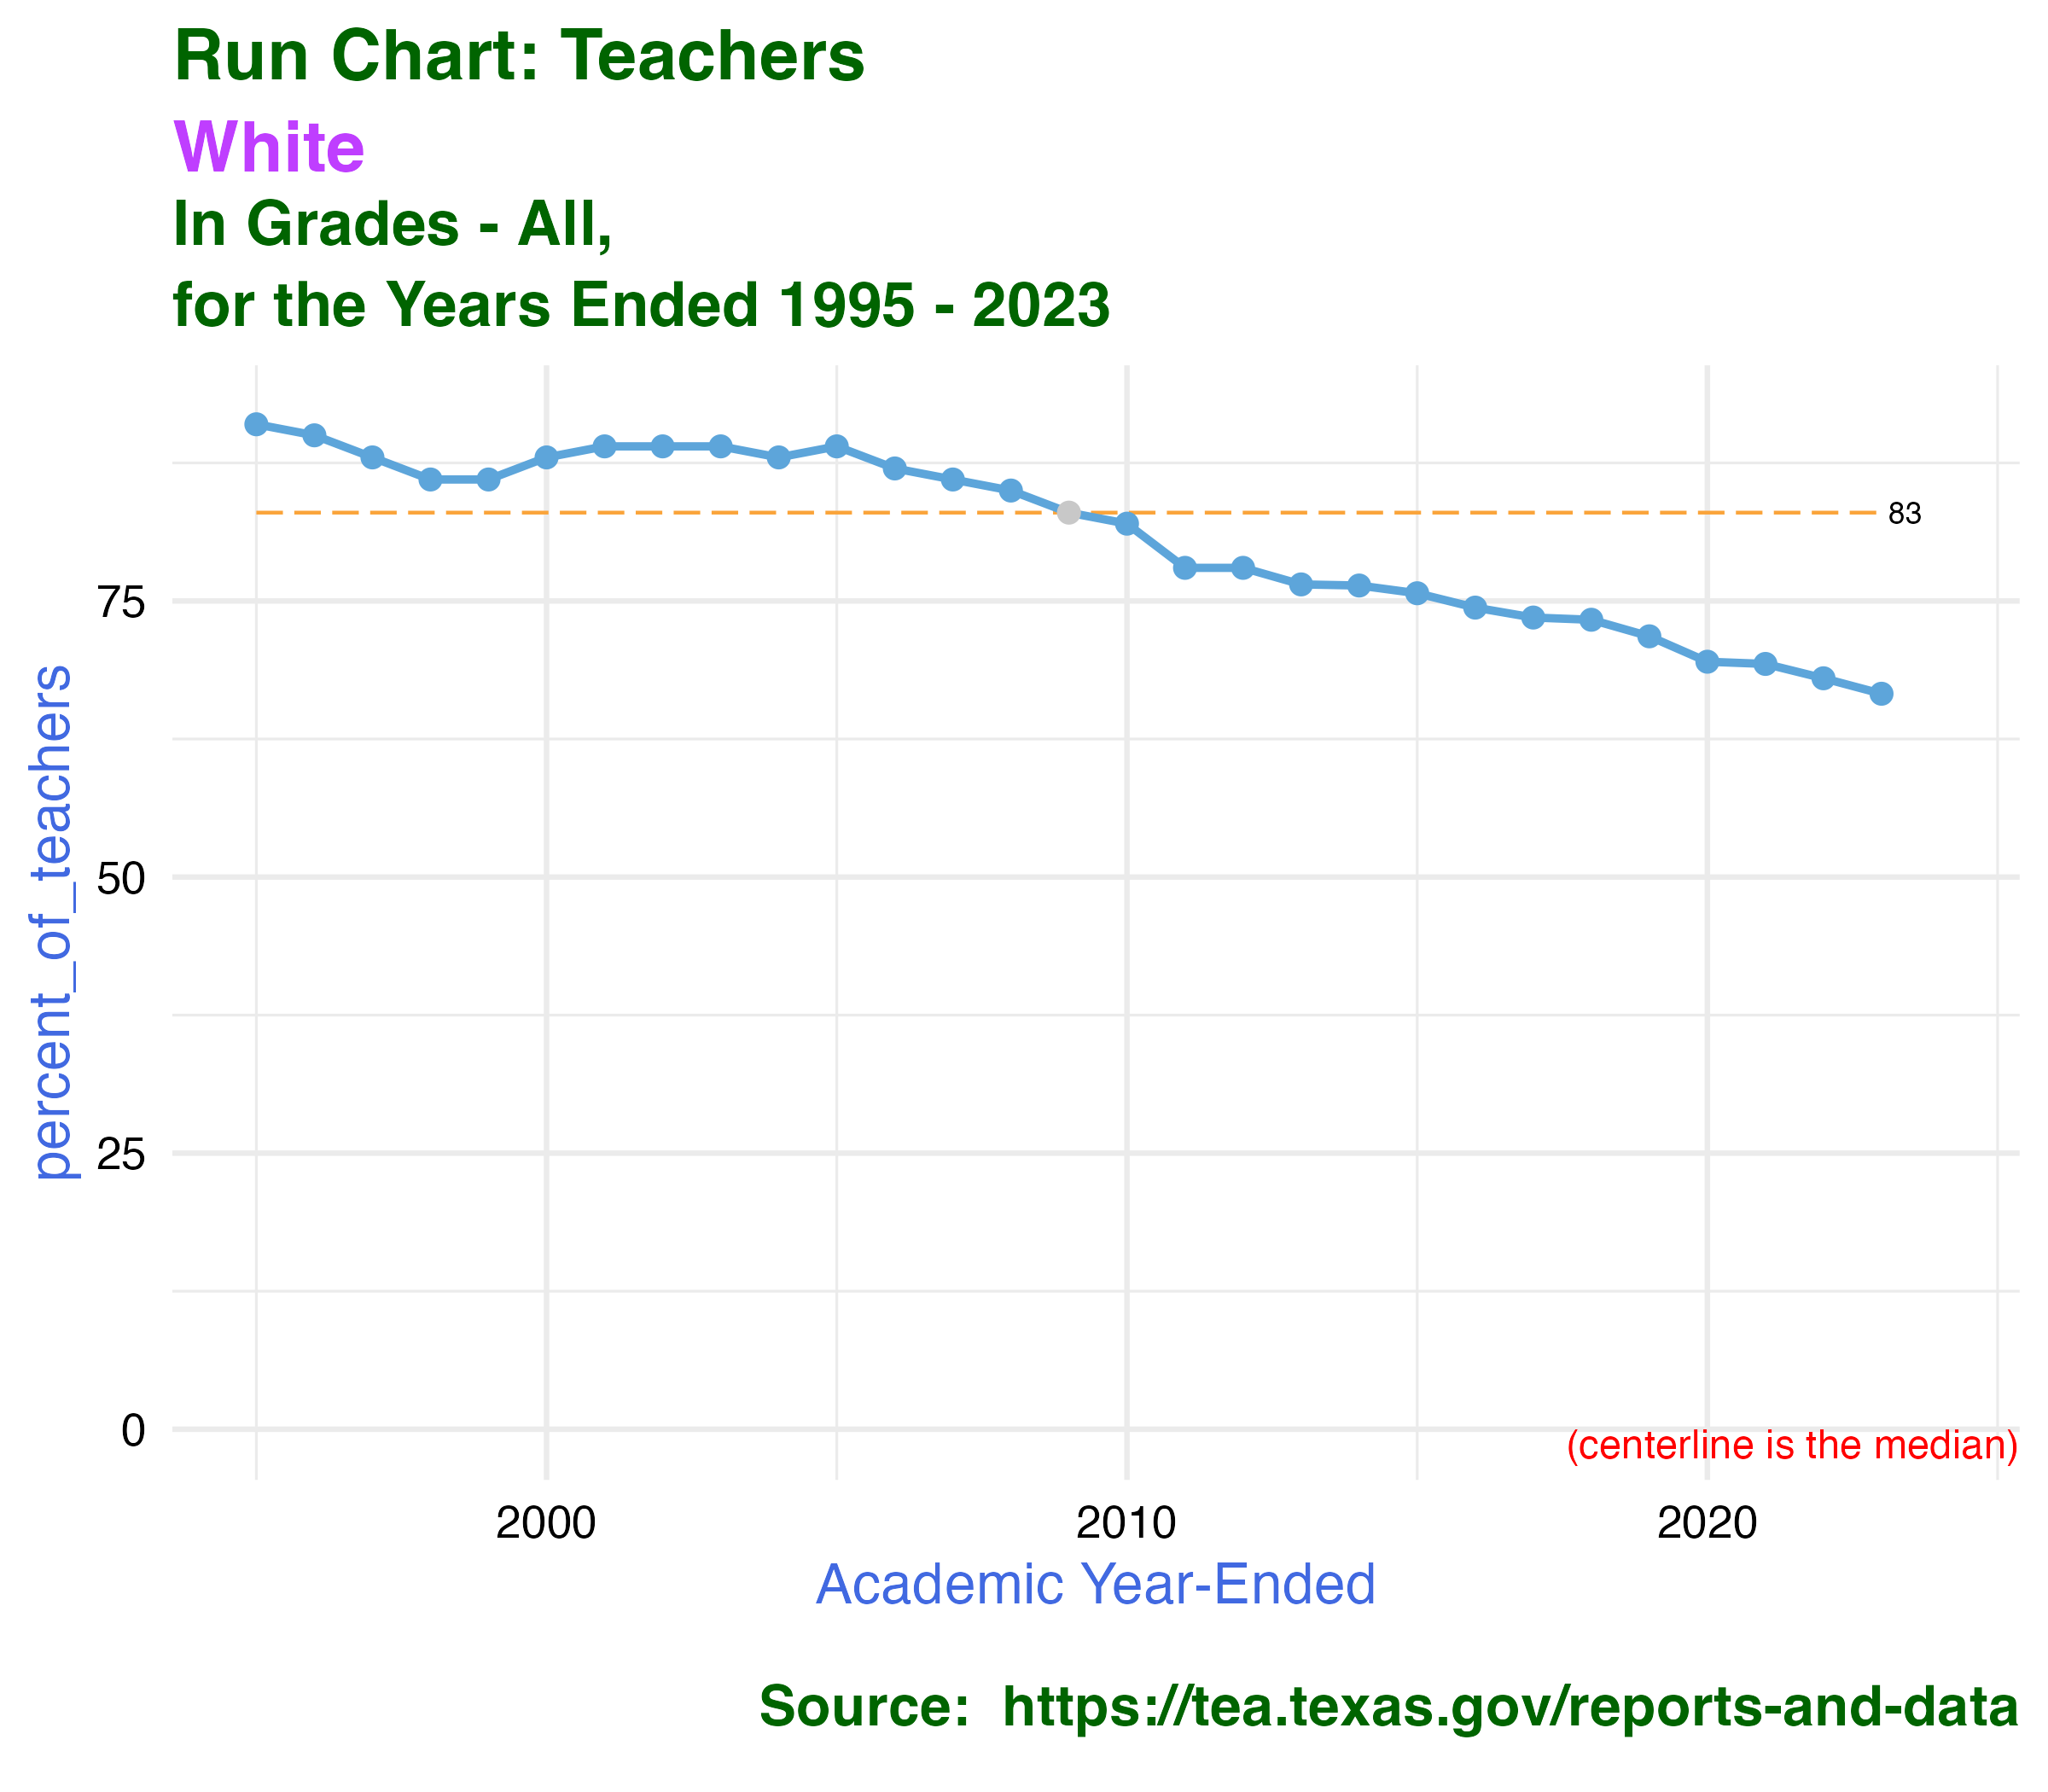 Run Chart: Teachers
White
In Grades - All,
for the Years Ended 1995 - 2023
83
75
50
25
0
percent_of_teachers
(centerline is the median)
2000 2010 2020
Academic Year-Ended
Source:  https://tea.texas.gov/reports-and-data